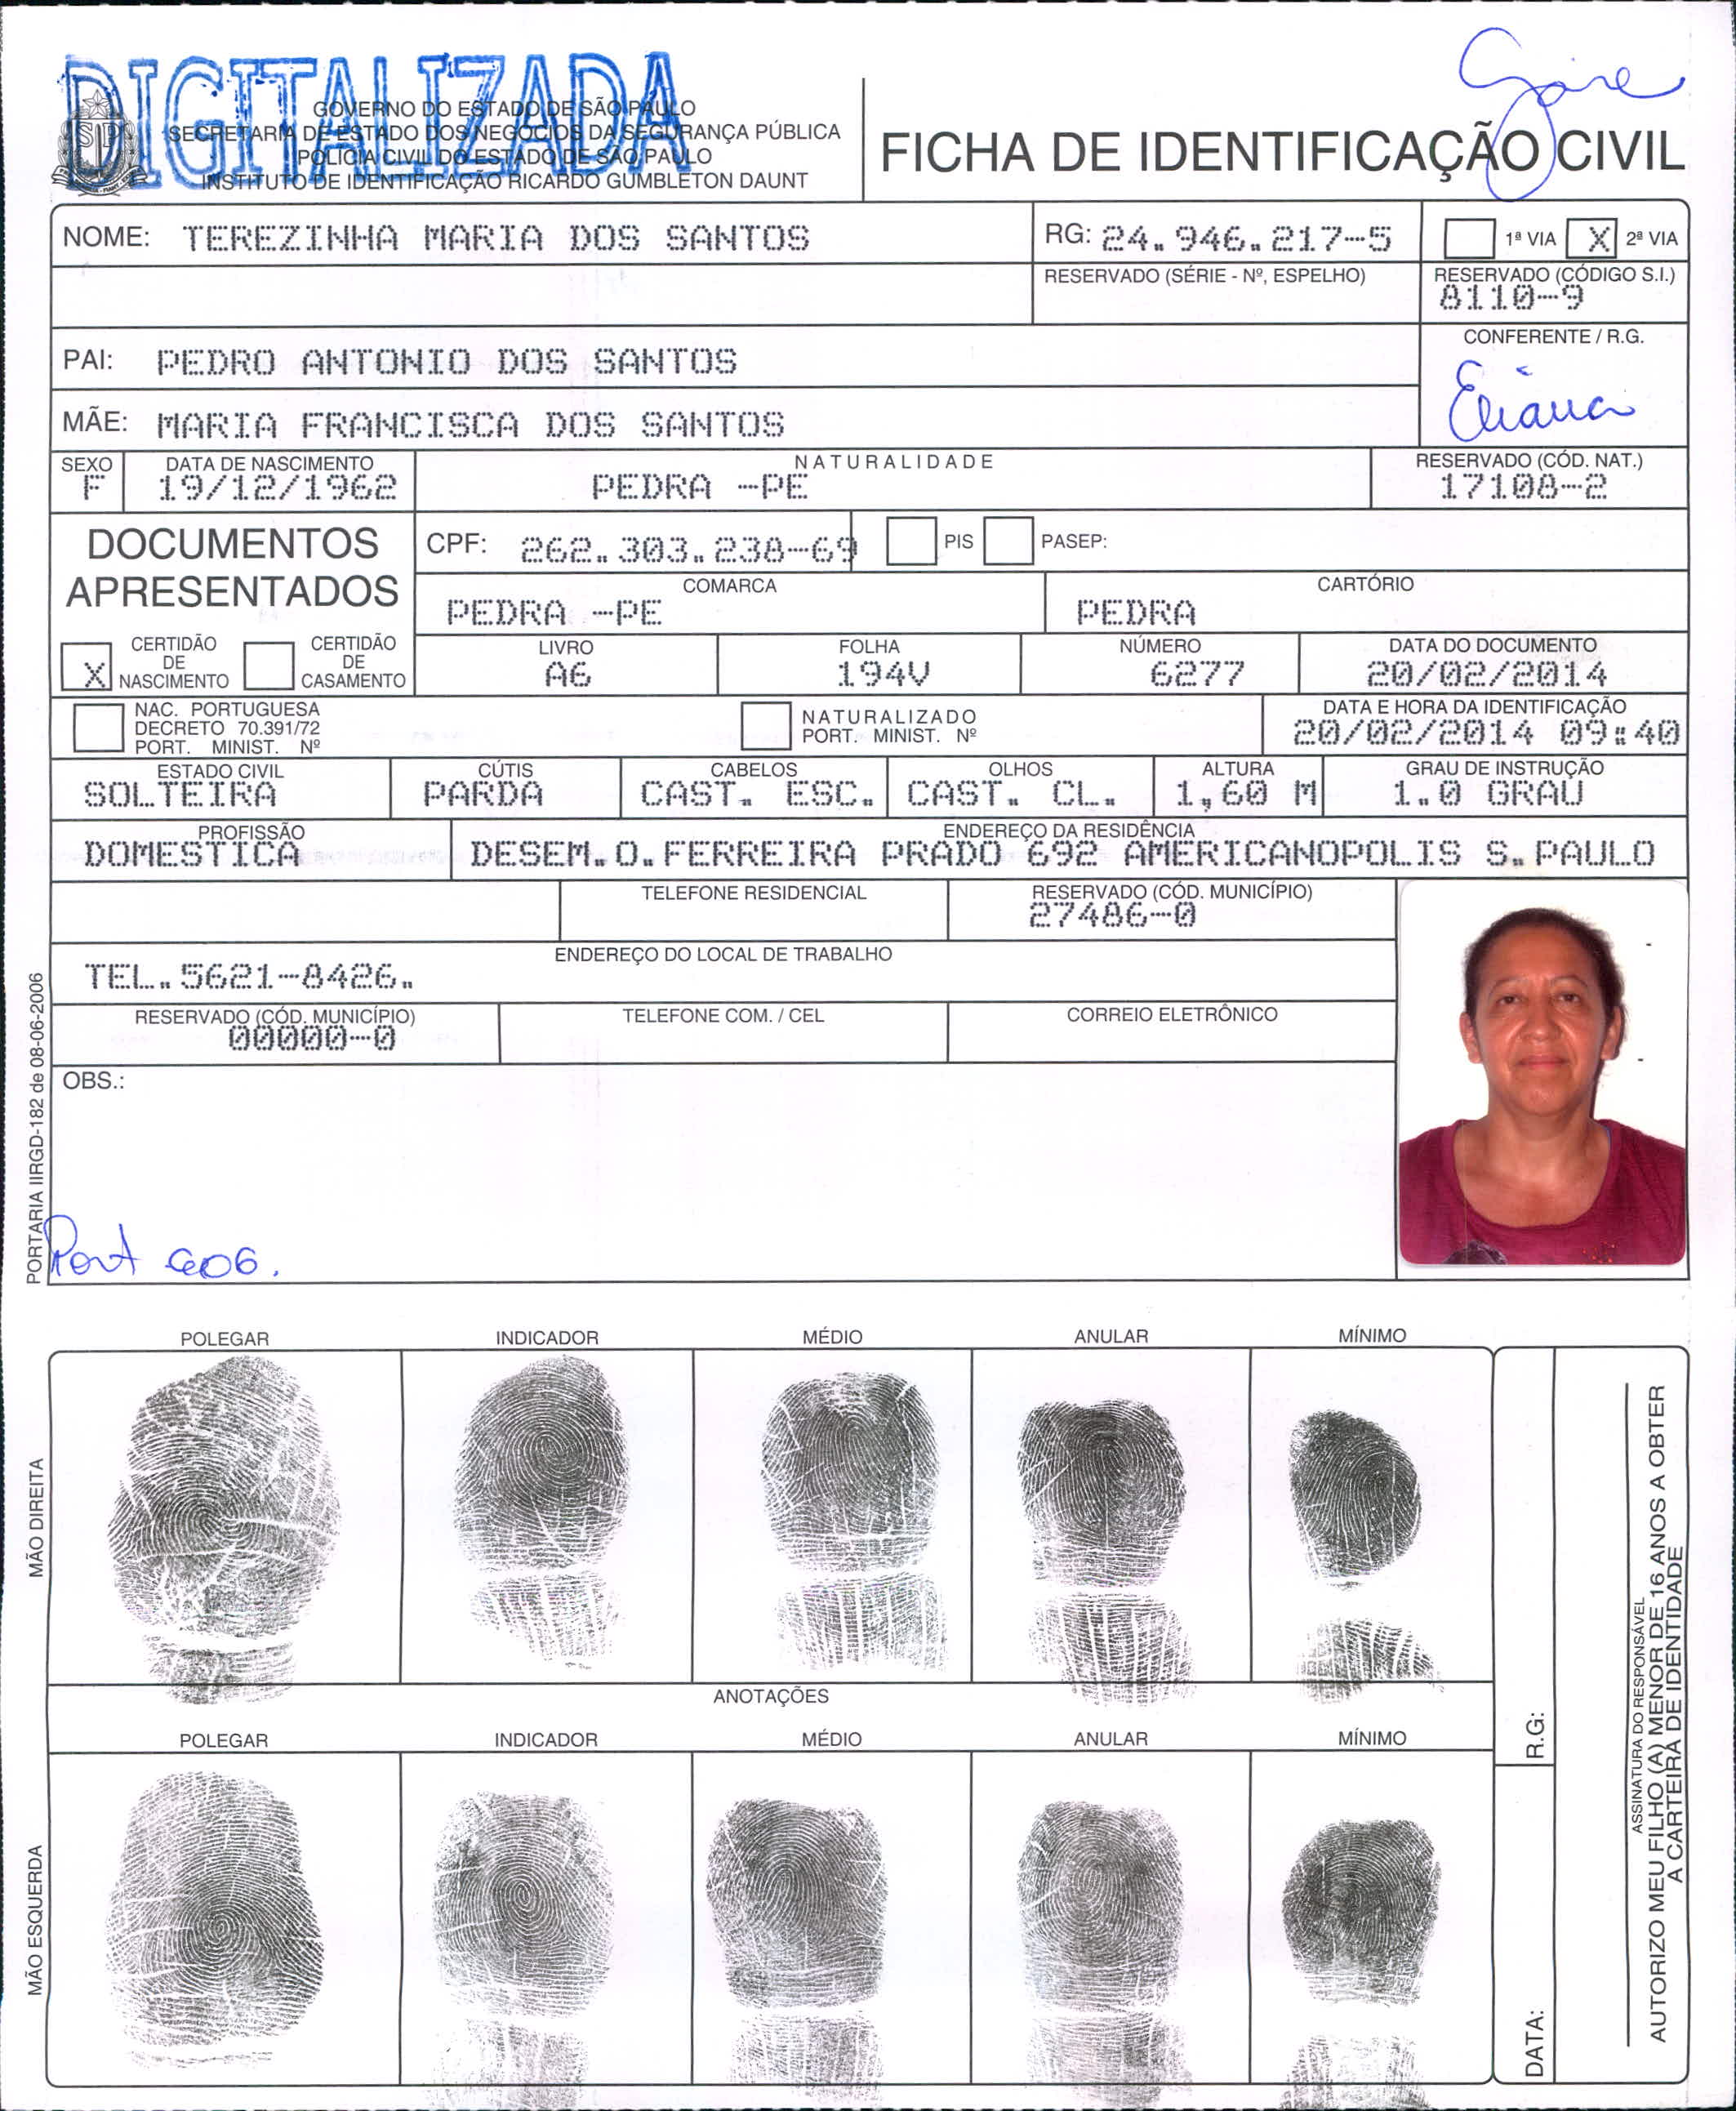 DIGITALIZADA
GOVERNO DO ESTADO DE SÃO PAULO
SECRETARIA DE ESTADO DOS NEGÓCIOS DA SEGURANÇA PÚBLICA
POLÍCIA CIVIL DO ESTADO DE SÃO PAULO
INSTITUTO DE IDENTIFICAÇÃO RICARDO GUMBLETON DAUNT
FICHA DE IDENTIFICAÇÃO CIVIL
NOME: TEREZINHA MARIA DOS SANTOS
RG: 24.946.217-5
1ª VIA X 2ª VIA
RESERVADO (SÉRIE - Nº, ESPELHO)
RESERVADO (CÓDIGO S.I.)
8110-9
PAI: PEDRO ANTONIO DOS SANTOS
CONFERENTE / R.G.
Eliana
MÃE: MARIA FRANCISCA DOS SANTOS
SEXO
F
DATA DE NASCIMENTO
19/12/1962
NATURALIDADE
PEDRA -PE
RESERVADO (CÓD. NAT.)
17108-2
DOCUMENTOS
APRESENTADOS
CPF: 262.303.238-69
PIS
PASEP:
COMARCA
PEDRA -PE
CARTÓRIO
PEDRA
X CERTIDÃO
DE
NASCIMENTO
CERTIDÃO
DE
CASAMENTO
LIVRO
A6
FOLHA
194V
NÚMERO
6277
DATA DO DOCUMENTO
20/02/2014
NAC. PORTUGUESA
DECRETO 70.391/72
PORT. MINIST. Nº
NATURALIZADO
PORT. MINIST. Nº
DATA E HORA DA IDENTIFICAÇÃO
20/02/2014 09:40
ESTADO CIVIL
SOLTEIRA
CÚTIS
PARDA
CABELOS
CAST. ESC.
OLHOS
CAST. CL.
ALTURA
1,60 M
GRAU DE INSTRUÇÃO
1.0 GRAU
PROFISSÃO
DOMESTICA
ENDEREÇO DA RESIDÊNCIA
DESEM.O.FERREIRA PRADO 692 AMERICANOPOLIS S.PAULO
TELEFONE RESIDENCIAL
RESERVADO (CÓD. MUNICÍPIO)
27486-0
ENDEREÇO DO LOCAL DE TRABALHO
TEL.5621-8426.
RESERVADO (CÓD. MUNICÍPIO)
00000-0
TELEFONE COM. / CEL
CORREIO ELETRÔNICO
OBS.:
PORTARIA IIRGD-182 de 08-06-2006
POLEGAR INDICADOR MÉDIO ANULAR MÍNIMO
MÃO DIREITA
ANOTAÇÕES
POLEGAR INDICADOR MÉDIO ANULAR MÍNIMO
MÃO ESQUERDA
R.G:
DATA:
ASSINATURA DO RESPONSÁVEL
AUTORIZO MEU FILHO (A) MENOR DE 16 ANOS A OBTER
A CARTEIRA DE IDENTIDADE